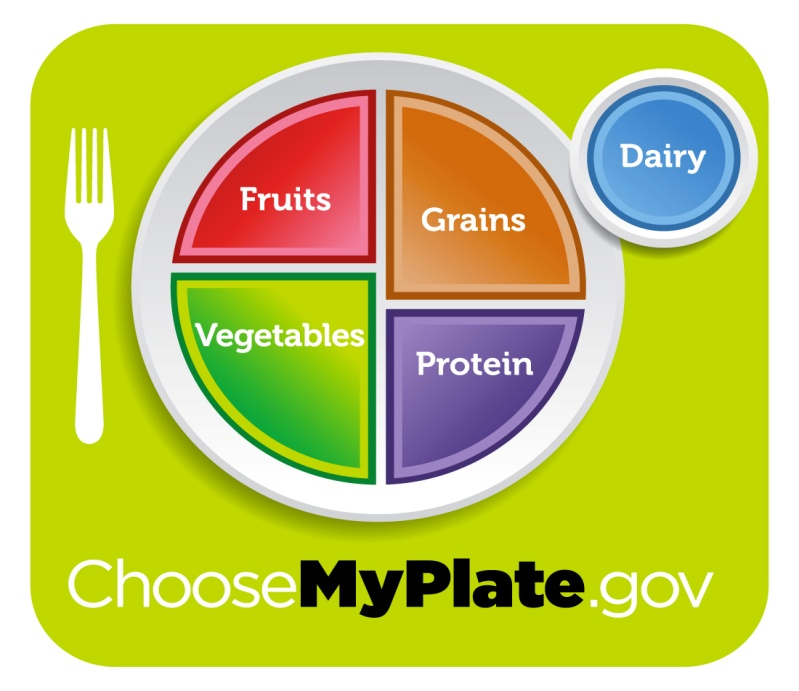 Dairy
Fruits
Grains
Vegetables
Protein
ChooseMyPlate.gov